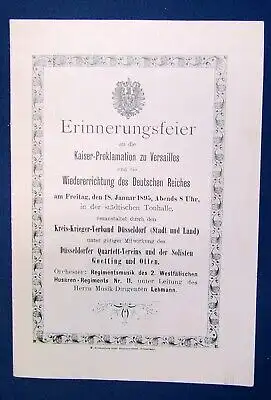 Erinnerungsfeier
an die
Kaiser-Proklamation zu Versailles
und die
Wiedererrichtung des Deutschen Reiches
am Freitag, den 18. Januar 1895, Abends 8 Uhr,
in der städtischen Tonhalle,
veranstaltet durch den
Kreis-Krieger-Verband Düsseldorf (Stadt und Land)
unter gütiger Mitwirkung des
Düsseldorfer Quartett-Vereins und der Solisten
Goetting und Otten.
Orchester: Regimentsmusik des 2. Westfälischen
Husaren-Regiments Nr. 11, unter Leitung des
Herrn Musik-Dirigenten Lehmann.